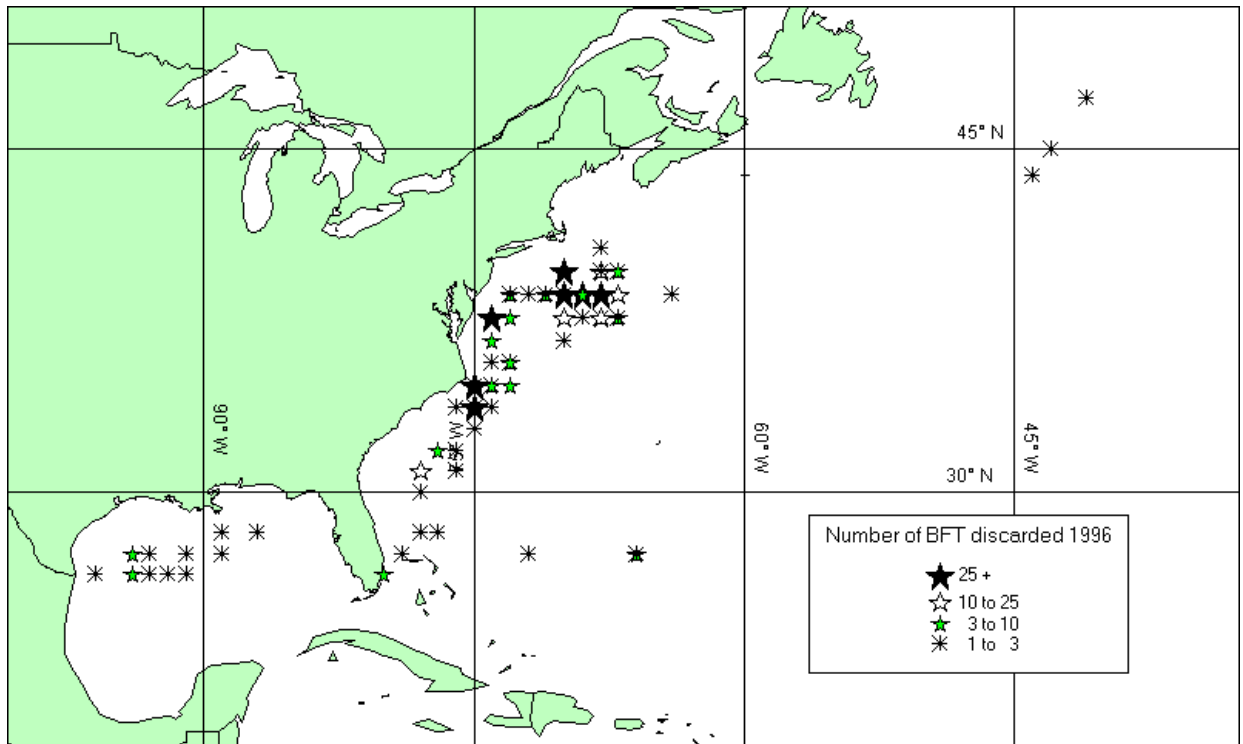 45° N
90° W
75° W
60° W
45° W
30° N
Number of BFT discarded 1996
25 +
10 to 25
3 to 10
1 to 3